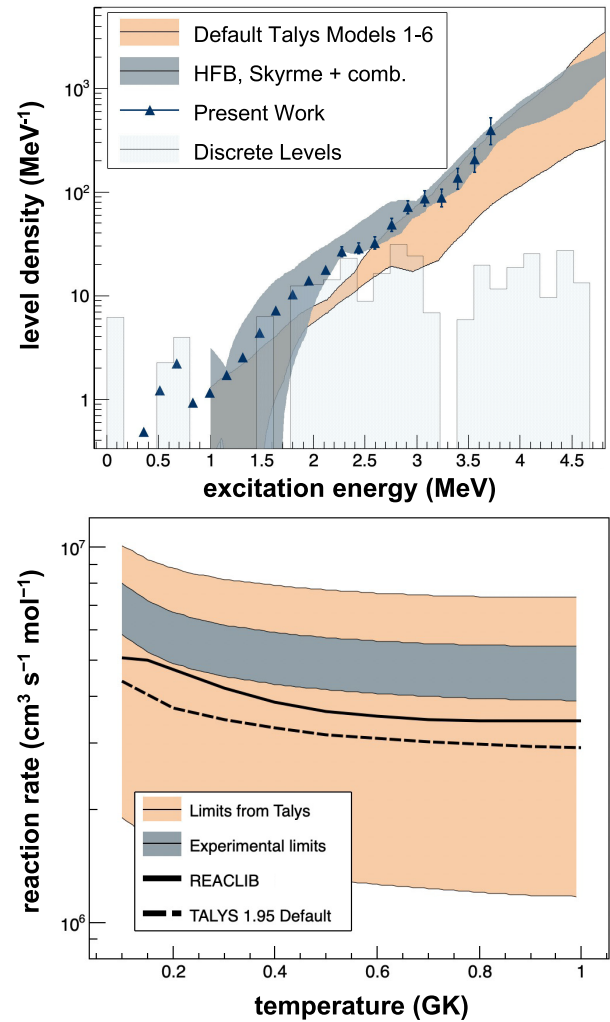 Default Talys Models 1-6
HFB, Skyrme + comb.
Present Work
Discrete Levels
level density (MeV⁻¹)
10³
10²
10
1
0 0.5 1 1.5 2 2.5 3 3.5 4 4.5
excitation energy (MeV)
reaction rate (cm³ s⁻¹ mol⁻¹)
10⁷
10⁶
Limits from Talys
Experimental limits
REACLIB
TALYS 1.95 Default
0.2 0.4 0.6 0.8 1
temperature (GK)